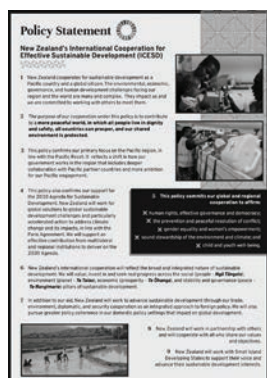 Policy Statement
New Zealand's International Cooperation for
Effective Sustainable Development (ICESD)
1 New Zealand cooperates for sustainable development as a
Pacific country and a global citizen. The environmental, economic,
governance, and human development challenges facing our
region and the world are many and complex. They impact us and
we are committed to working with others to meet them.
2 The purpose of our cooperation under this policy is to contribute
to a more peaceful world, in which all people live in dignity
and safety, all countries can prosper, and our shared
environment is protected.
3 This policy confirms our primary focus on the Pacific region, in
line with the Pacific Reset. It reflects a shift in how our
government works in the region that includes deeper
collaboration with Pacific partner countries and more ambition
for our Pacific engagement.
4 This policy also confirms our support for
the 2030 Agenda for Sustainable
Development. New Zealand will work for
global solutions to global sustainable
development challenges and particularly
accelerated action to address climate
change and its impacts, in line with the
Paris Agreement. We will support an
effective contribution from multilateral
and regional institutions to deliver on the
2030 Agenda.
5 This policy commits our global and regional
cooperation to affirm:
human rights, effective governance and democracy;
the prevention and peaceful resolution of conflict;
gender equality and women's empowerment;
sound stewardship of the environment and climate; and
child and youth well-being.
6 New Zealand's international cooperation will reflect the broad and integrated nature of sustainable
development. We will value, invest to and seek real progress across the social (people -
environment (planet - economic (prosperity - and stability and governance (peace -
pillars of sustainable development.
7 In addition to our aid, New Zealand will work to advance sustainable development through our trade,
environment, diplomatic, and security cooperation as an integrated approach to foreign policy. We will also
pursue greater policy coherence in our domestic policy settings that impact on global development.
8 New Zealand will work in partnership with others
and will cooperate with all who share our values
and objectives.
9 New Zealand will work with Small Island
Developing States to support their voice and
advance their sustainable development interests.